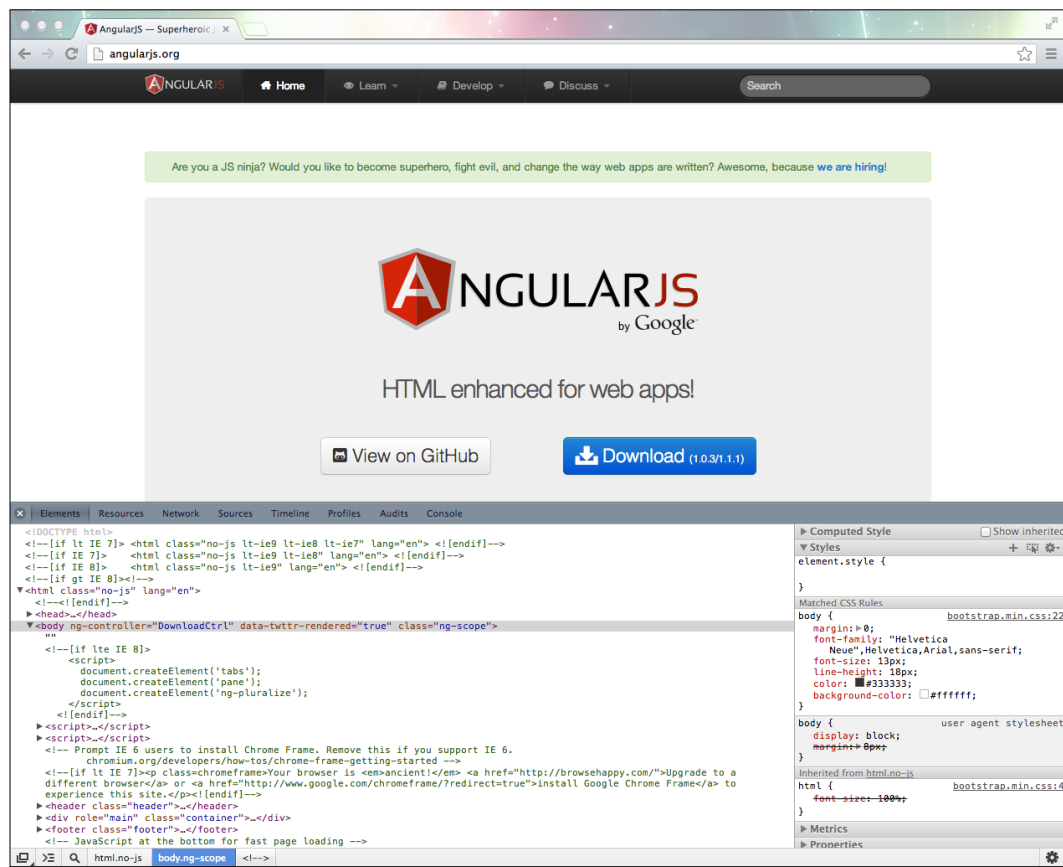 AngularJS — Superheroic J
angularjs.org
ANGULARJS Home Learn Develop Discuss Search
Are you a JS ninja? Would you like to become superhero, fight evil, and change the way web apps are written? Awesome, because we are hiring!
ANGULARJS
by Google
HTML enhanced for web apps!
View on GitHub Download (1.0.3/1.1.1)
Elements Resources Network Sources Timeline Profiles Audits Console
<!DOCTYPE html>
<!--[if lt IE 7]> <html class="no-js lt-ie9 lt-ie8 lt-ie7" lang="en"> <![endif]-->
<!--[if IE 7]>    <html class="no-js lt-ie9 lt-ie8" lang="en"> <![endif]-->
<!--[if IE 8]>    <html class="no-js lt-ie9" lang="en"> <![endif]-->
<!--[if gt IE 8]><!-->
<html class="no-js" lang="en">
<!--<![endif]-->
<head>…</head>
<body ng-controller="DownloadCtrl" data-twttr-rendered="true" class="ng-scope">
""
<!--[if lte IE 8]>
<script>
document.createElement('tabs');
document.createElement('pane');
document.createElement('ng-pluralize');
</script>
<![endif]-->
<script>…</script>
<script>…</script>
<!-- Prompt IE 6 users to install Chrome Frame. Remove this if you support IE 6.
chromium.org/developers/how-tos/chrome-frame-getting-started -->
<!--[if lt IE 7]><p class=chromeframe>Your browser is <em>ancient!</em> <a href="http://browsehappy.com/">Upgrade to a
different browser</a> or <a href="http://www.google.com/chromeframe/?redirect=true">install Google Chrome Frame</a> to
experience this site.</p><![endif]-->
<header class="header">…</header>
<div role="main" class="container">…</div>
<footer class="footer">…</footer>
<!-- JavaScript at the bottom for fast page loading -->
html.no-js body.ng-scope <!-->
Computed Style Show inherited
Styles
element.style {
}
Matched CSS Rules
body { bootstrap.min.css:22
margin: 0;
font-family: "Helvetica
Neue",Helvetica,Arial,sans-serif;
font-size: 13px;
line-height: 18px;
color: #333333;
background-color: #ffffff;
}
body { user agent stylesheet
display: block;
margin: 8px;
}
Inherited from html.no-js
html { bootstrap.min.css:4
font-size: 100%;
}
Metrics
Properties